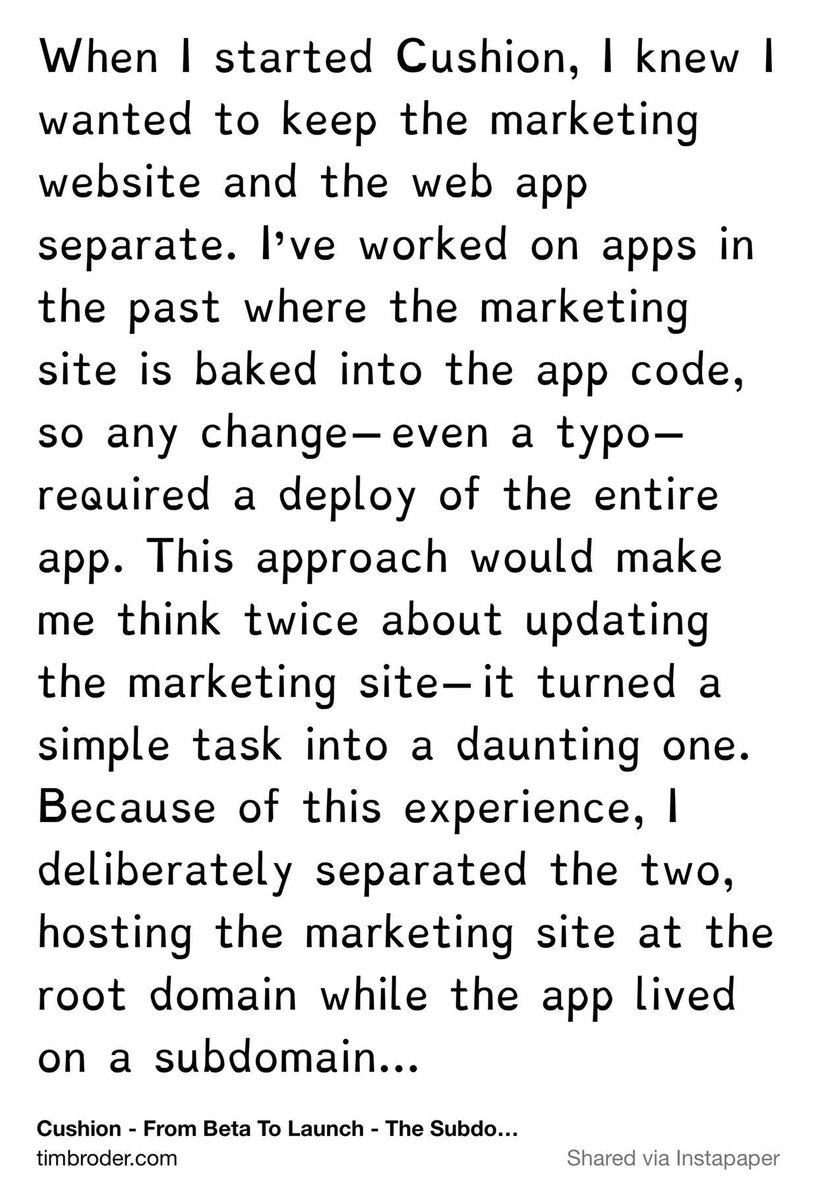 When I started Cushion, I knew I
wanted to keep the marketing
website and the web app
separate. I’ve worked on apps in
the past where the marketing
site is baked into the app code,
so any change—even a typo—
required a deploy of the entire
app. This approach would make
me think twice about updating
the marketing site—it turned a
simple task into a daunting one.
Because of this experience, I
deliberately separated the two,
hosting the marketing site at the
root domain while the app lived
on a subdomain…
Cushion - From Beta To Launch - The Subdo…
timbroder.com
Shared via Instapaper